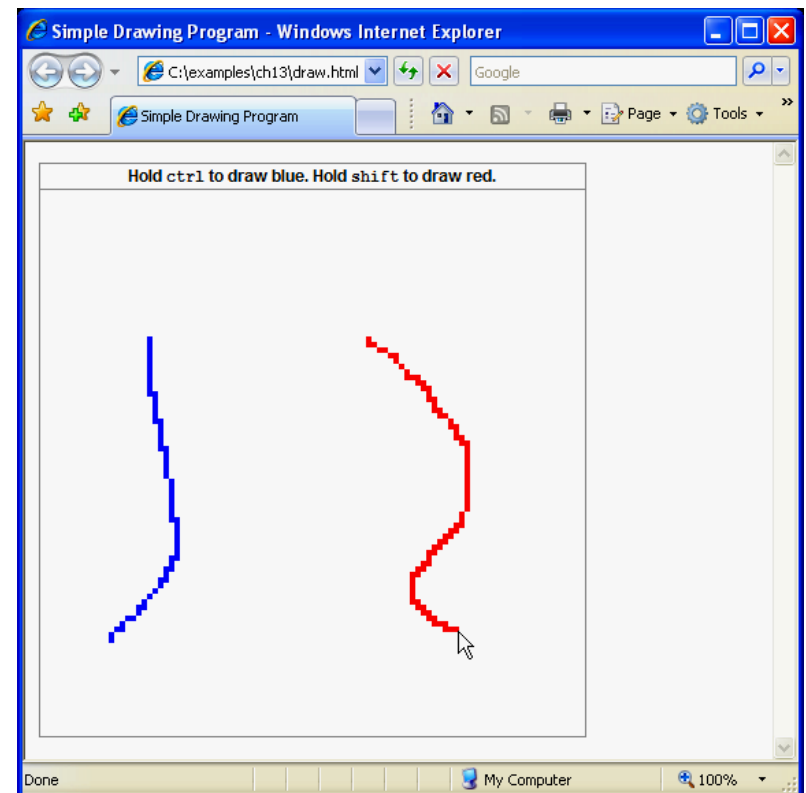 Simple Drawing Program - Windows Internet Explorer
C:\examples\ch13\draw.html
Google
Simple Drawing Program
Page
Tools
»
Hold ctrl to draw blue. Hold shift to draw red.
Done
My Computer
100%